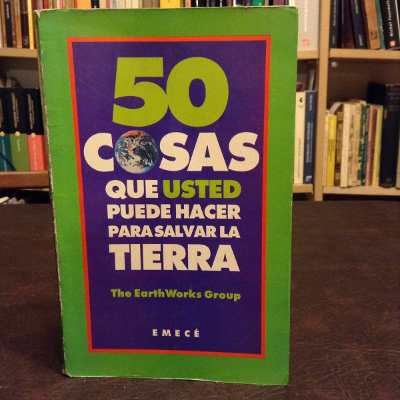 50
COSAS
QUE USTED
PUEDE HACER
PARA SALVAR LA
TIERRA
The EarthWorks Group
EMECÉ